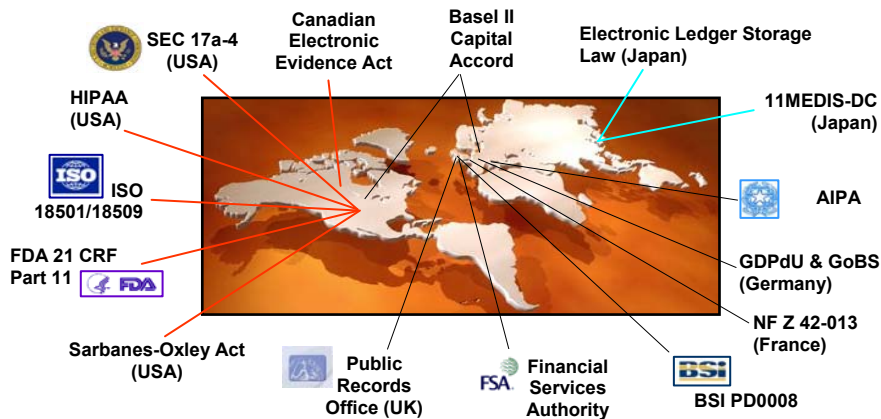 SEC 17a-4
(USA)
Canadian
Electronic
Evidence Act
Basel II
Capital
Accord
Electronic Ledger Storage
Law (Japan)
HIPAA
(USA)
11MEDIS-DC
(Japan)
ISO
ISO
18501/18509
AIPA
FDA 21 CRF
Part 11
FDA
GDPdU & GoBS
(Germany)
NF Z 42-013
(France)
Sarbanes-Oxley Act
(USA)
Public
Records
Office (UK)
FSA
Financial
Services
Authority
BSi
BSI PD0008